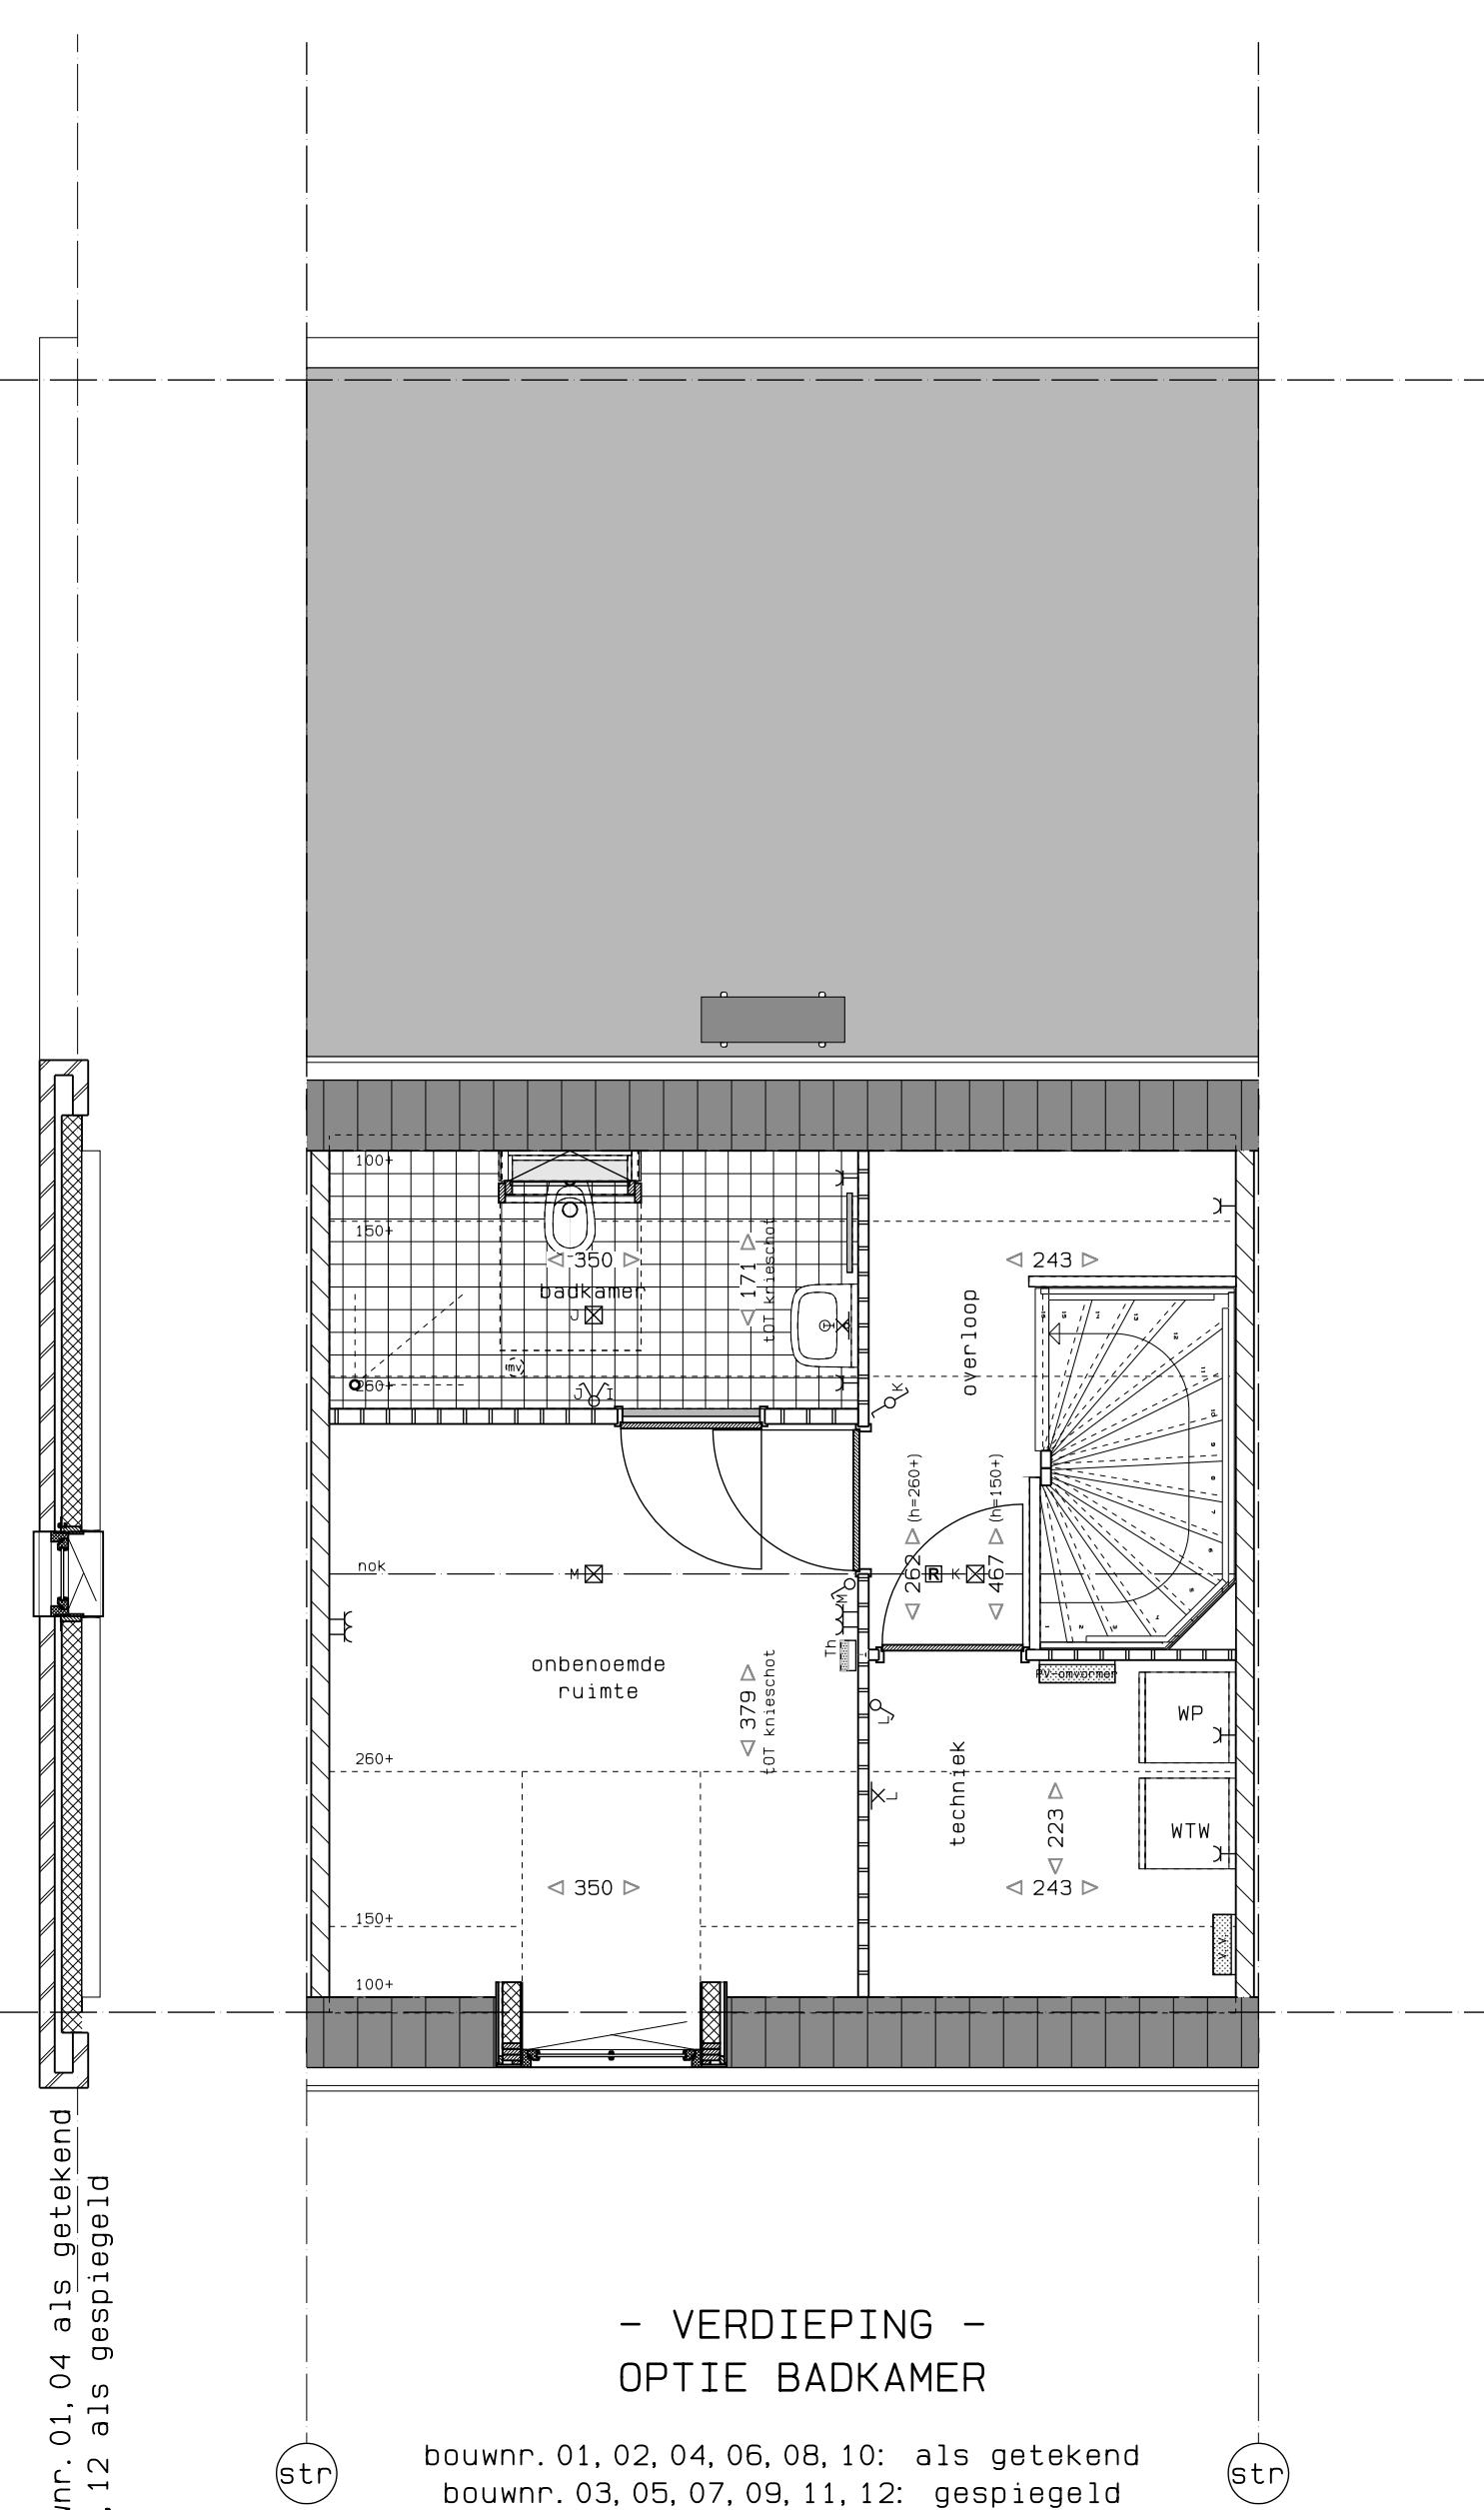 100+
150+
350
171
tOT knieschot
243
badkamer
J
overloop
mv
260+
J I
K
262 (h=260+)
467 (h=150+)
nok
M
R K
M
Th
onbenoemde
ruimte
379
tOT knieschot
PV-omvormer
WP
L
260+
L
techniek
223
WTW
350
243
150+
V.V.
100+
wnr. 01, 04 als getekend
, 12 als gespiegeld
- VERDIEPING -
OPTIE BADKAMER
str
bouwnr. 01, 02, 04, 06, 08, 10: als getekend
bouwnr. 03, 05, 07, 09, 11, 12: gespiegeld
str